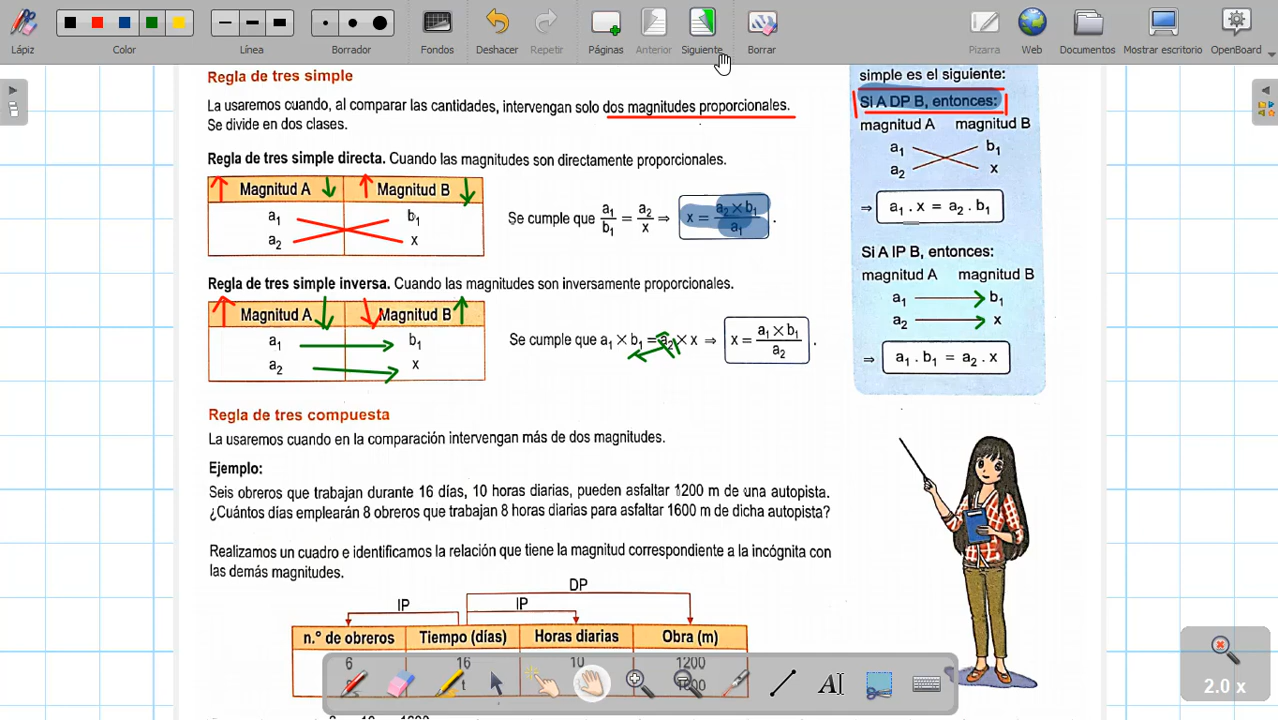 Lápiz
Color
Línea
Borrador
Fondos
Deshacer
Repetir
Páginas
Anterior
Siguiente
Borrar
Pizarra
Web
Documentos
Mostrar escritorio
OpenBoard
Regla de tres simple
La usaremos cuando, al comparar las cantidades, intervengan solo dos magnitudes proporcionales.
Se divide en dos clases.
Regla de tres simple directa. Cuando las magnitudes son directamente proporcionales.
Magnitud A Magnitud B
a₁ b₁
a₂ x
Se cumple que a₁/b₁ = a₂/x ⇒ x = a₂ × b₁/a₁ .
Regla de tres simple inversa. Cuando las magnitudes son inversamente proporcionales.
Magnitud A Magnitud B
a₁ b₁
a₂ x
Se cumple que a₁ × b₁ = a₂ × x ⇒ x = a₁ × b₁/a₂ .
Regla de tres compuesta
La usaremos cuando en la comparación intervengan más de dos magnitudes.
Ejemplo:
Seis obreros que trabajan durante 16 días, 10 horas diarias, pueden asfaltar 1200 m de una autopista.
¿Cuántos días emplearán 8 obreros que trabajan 8 horas diarias para asfaltar 1600 m de dicha autopista?
Realizamos un cuadro e identificamos la relación que tiene la magnitud correspondiente a la incógnita con
las demás magnitudes.
DP
IP IP
n.° de obreros Tiempo (días) Horas diarias Obra (m)
6 16 10 1200
t
simple es el siguiente:
Si A DP B, entonces:
magnitud A magnitud B
a₁ b₁
a₂ x
⇒ a₁ . x = a₂ . b₁
Si A IP B, entonces:
magnitud A magnitud B
a₁ b₁
a₂ x
⇒ a₁ . b₁ = a₂ . x
2.0 x